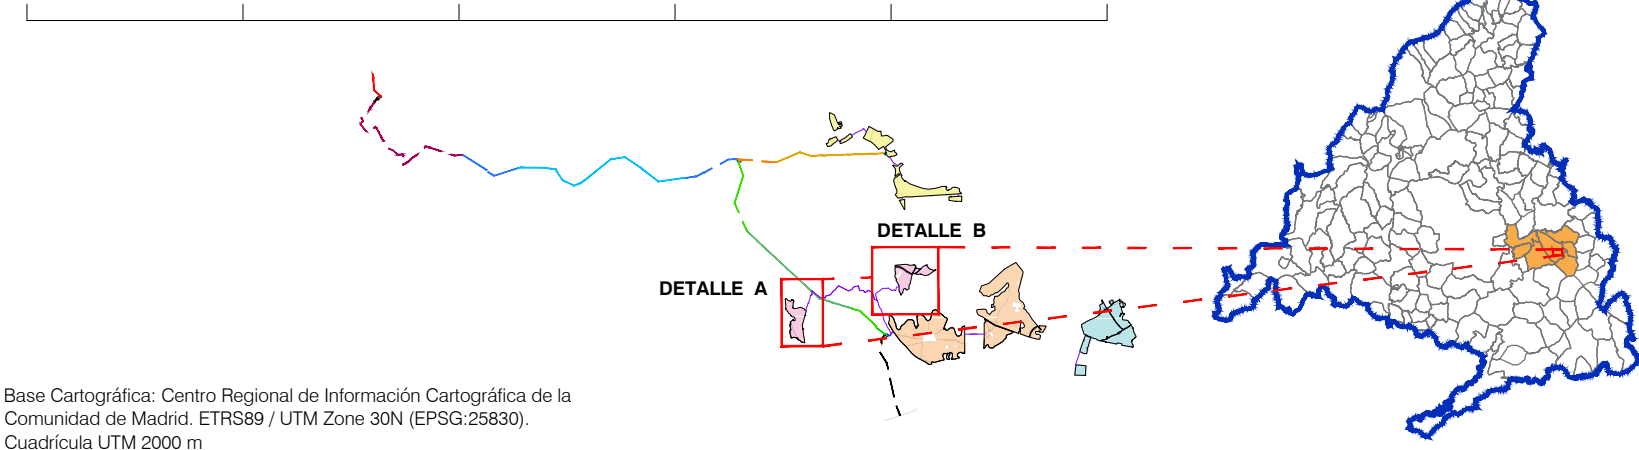 DETALLE B
DETALLE A
Base Cartográfica: Centro Regional de Información Cartográfica de la
Comunidad de Madrid. ETRS89 / UTM Zone 30N (EPSG:25830).
Cuadrícula UTM 2000 m